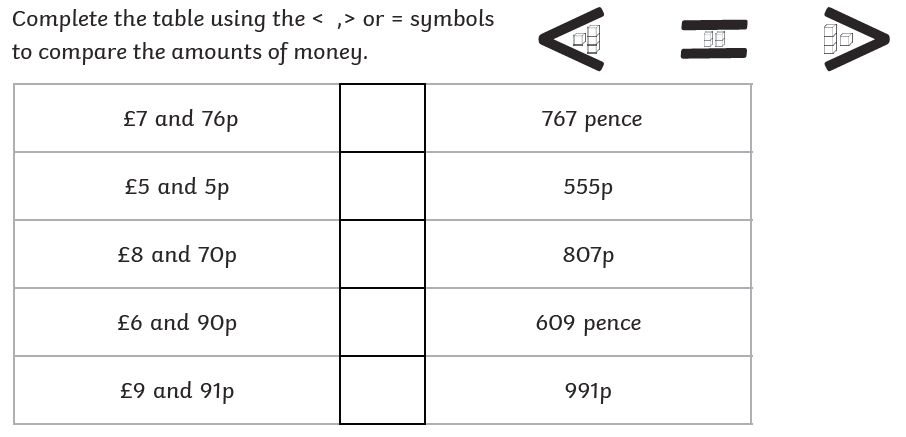 Complete the table using the < ,> or = symbols
to compare the amounts of money.
< = >
£7 and 76p 767 pence
£5 and 5p 555p
£8 and 70p 807p
£6 and 90p 609 pence
£9 and 91p 991p